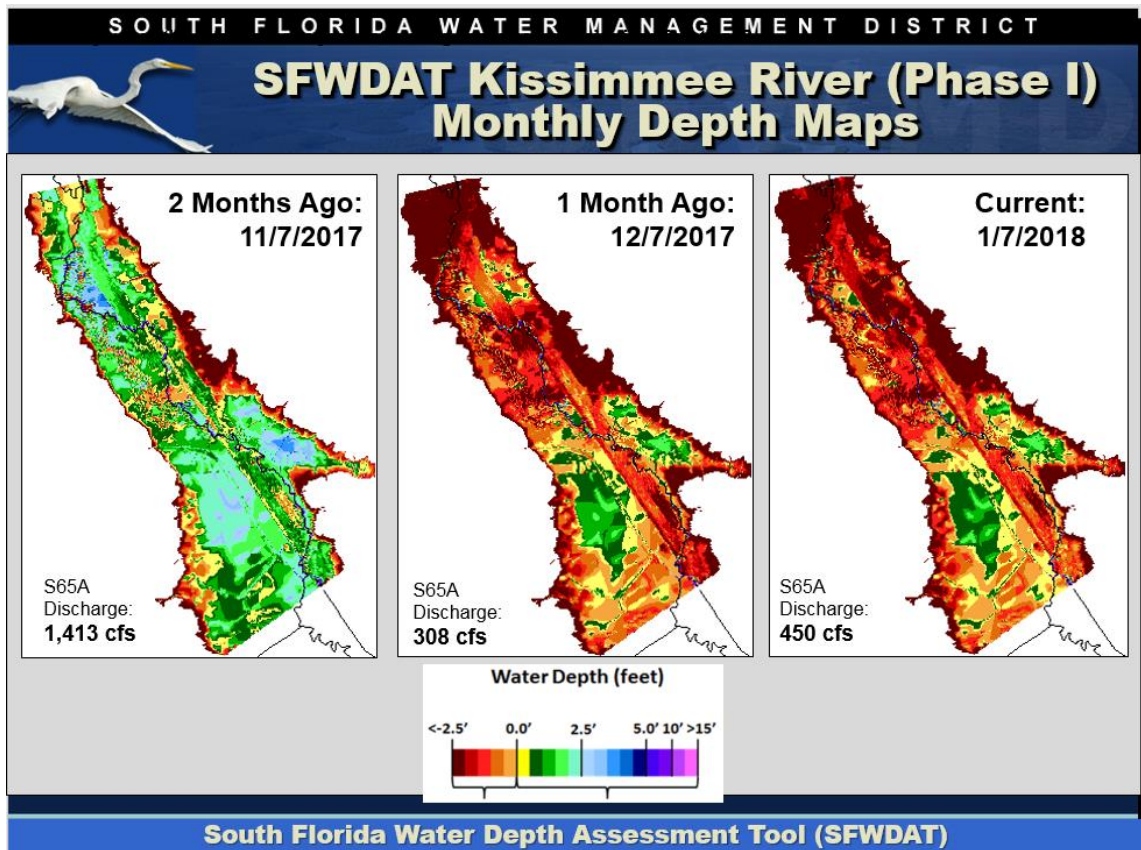 SOUTH FLORIDA WATER MANAGEMENT DISTRICT
SFWDAT Kissimmee River (Phase I)
Monthly Depth Maps
2 Months Ago:
11/7/2017
S65A
Discharge:
1,413 cfs
1 Month Ago:
12/7/2017
S65A
Discharge:
308 cfs
Current:
1/7/2018
S65A
Discharge:
450 cfs
Water Depth (feet)
<-2.5' 0.0' 2.5' 5.0' 10' >15'
South Florida Water Depth Assessment Tool (SFWDAT)